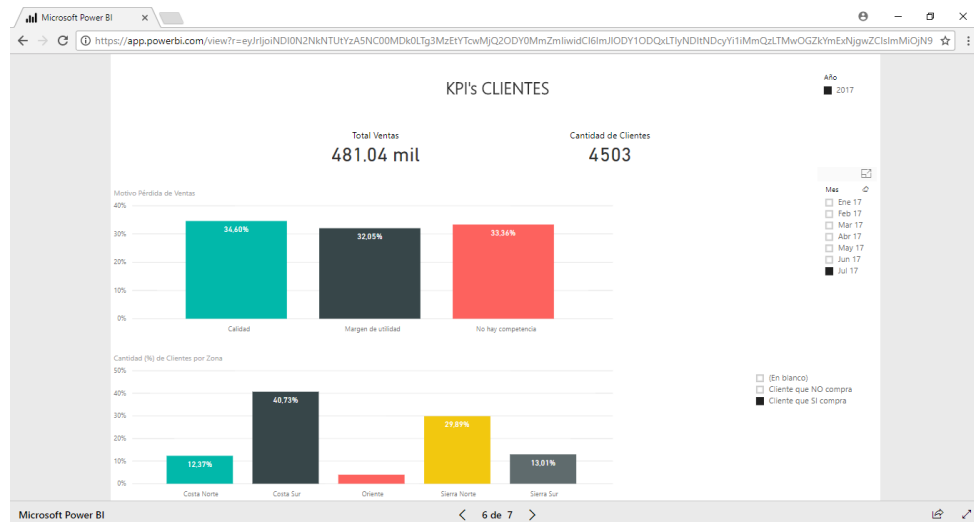 Microsoft Power BI
https://app.powerbi.com/view?r=eyJrIjoiNDI0N2NkNTUtYzA5NC00MDk0LTg3MzEtYTcwMjQ2ODY0MmZmIiwidCI6ImJlODY1ODQxLTIyNDItNDcyYi1iMmQzLTMwOGZkYmExNjgwZCIsImMiOjN9
KPI's CLIENTES
Año
2017
Total Ventas
481.04 mil
Cantidad de Clientes
4503
Mes
Ene 17
Feb 17
Mar 17
Abr 17
May 17
Jun 17
Jul 17
Motivo Pérdida de Ventas
40%
30%
20%
10%
0%
34,60%
32,05%
33,36%
Calidad
Margen de utilidad
No hay competencia
Cantidad (%) de Clientes por Zona
50%
40%
30%
20%
10%
0%
12,37%
40,73%
29,89%
13,01%
Costa Norte
Costa Sur
Oriente
Sierra Norte
Sierra Sur
(En blanco)
Cliente que NO compra
Cliente que SI compra
Microsoft Power BI
6 de 7